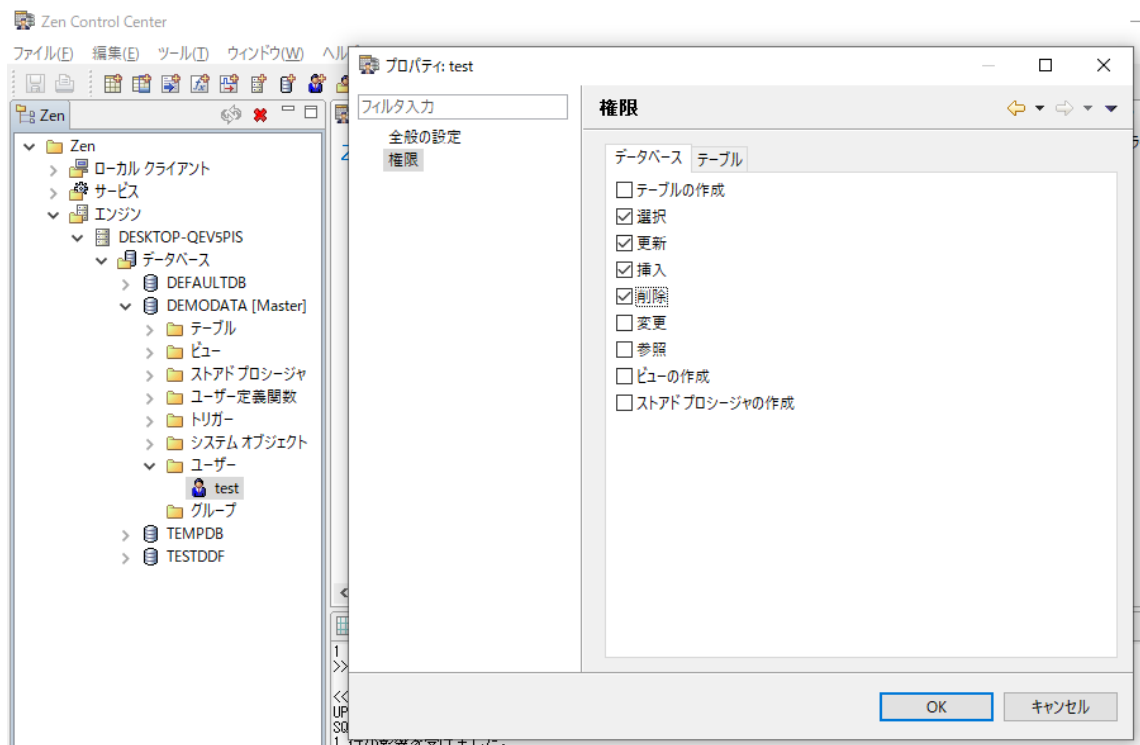 Zen Control Center
ファイル(F) 編集(E) ツール(T) ウィンドウ(W) ヘル
Zen
Zen
ローカル クライアント
サービス
エンジン
DESKTOP-QEV5PIS
データベース
DEFAULTDB
DEMODATA [Master]
テーブル
ビュー
ストアド プロシージャ
ユーザー定義関数
トリガー
システム オブジェクト
ユーザー
test
グループ
TEMPDB
TESTDDF
プロパティ: test
フィルタ入力
全般の設定
権限
権限
データベース テーブル
テーブルの作成
選択
更新
挿入
削除
変更
参照
ビューの作成
ストアド プロシージャの作成
OK キャンセル
1
>>
<<
UP
SQ